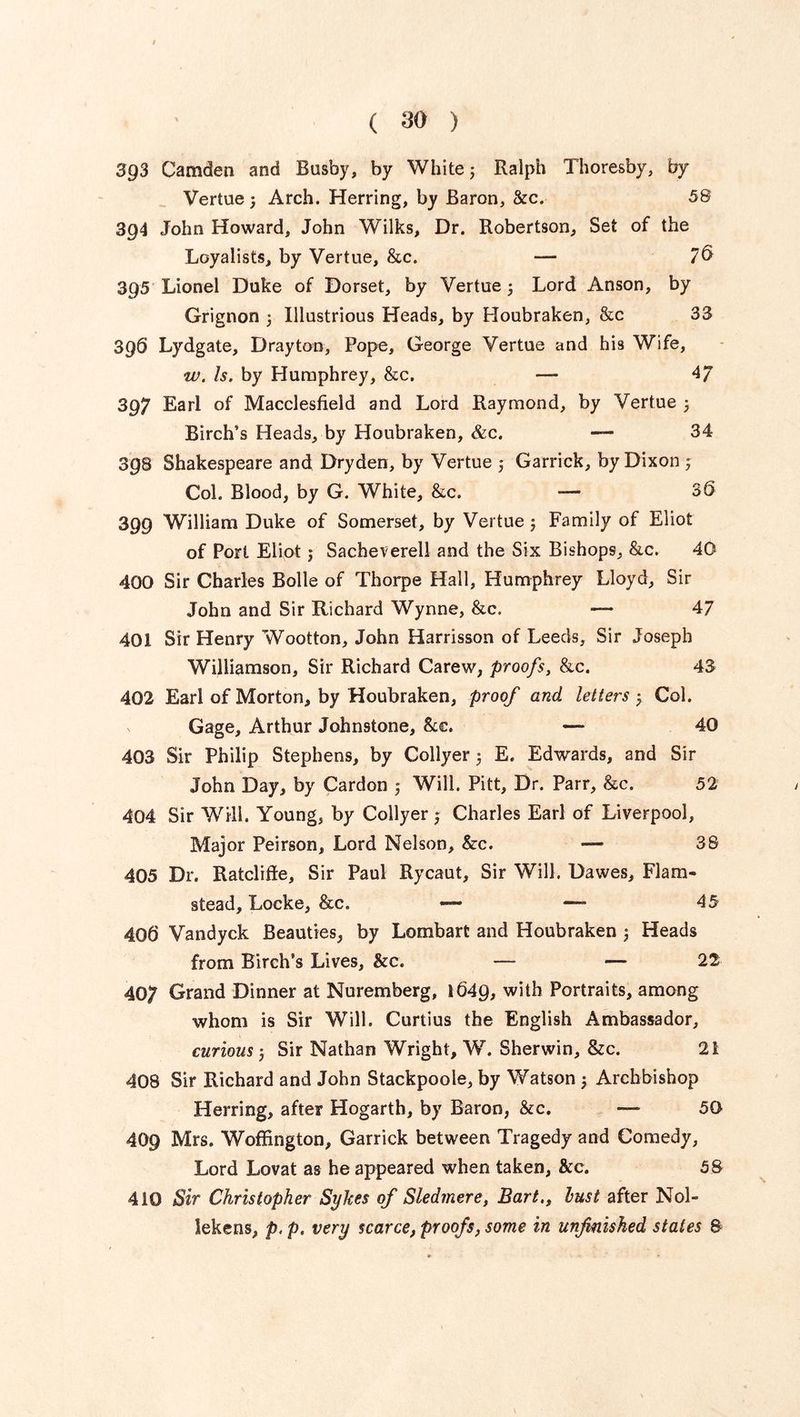 ( 30 )
393 Camden and Busby, by White; Ralph Thoresby, by
Vertue; Arch. Herring, by Baron, &c. 58
394 John Howard, John Wilks, Dr. Robertson, Set of the
Loyalists, by Vertue, &c. — 76
395 Lionel Duke of Dorset, by Vertue; Lord Anson, by
Grignon; Illustrious Heads, by Houbraken, &c 33
396 Lydgate, Drayton, Pope, George Vertue and his Wife,
w. ls. by Humphrey, &c. — 47
397 Earl of Macclesfield and Lord Raymond, by Vertue;
Birch's Heads, by Houbraken, &c. — 34
398 Shakespeare and Dryden, by Vertue; Garrick, by Dixon;
Col. Blood, by G. White, &c. — 36
399 William Duke of Somerset, by Vertue; Family of Eliot
of Port Eliot; Sacheverell and the Six Bishops, &c. 40
400 Sir Charles Bolle of Thorpe Hall, Humphrey Lloyd, Sir
John and Sir Richard Wynne, &c. — 47
401 Sir Henry Wootton, John Harrisson of Leeds, Sir Joseph
Williamson, Sir Richard Carew, proofs, &c. 43
402 Earl of Morton, by Houbraken, proof and letters; Col.
Gage, Arthur Johnstone, &c. — 40
403 Sir Philip Stephens, by Collyer; E. Edwards, and Sir
John Day, by Cardon; Will. Pitt, Dr. Parr, &c. 52
404 Sir Will. Young, by Collyer; Charles Earl of Liverpool,
Major Peirson, Lord Nelson, &c. — 38
405 Dr. Ratcliffe, Sir Paul Rycaut, Sir Will. Dawes, Flam-
stead, Locke, &c. — — 45
406 Vandyck Beauties, by Lombart and Houbraken; Heads
from Birch's Lives, &c. — — 22
407 Grand Dinner at Nuremberg, 1649, with Portraits, among
whom is Sir Will. Curtius the English Ambassador,
curious; Sir Nathan Wright, W. Sherwin, &c. 21
408 Sir Richard and John Stackpoole, by Watson; Archbishop
Herring, after Hogarth, by Baron, &c. — 50
409 Mrs. Woffington, Garrick between Tragedy and Comedy,
Lord Lovat as he appeared when taken, &c. 58
410 Sir Christopher Sykes of Sledmere, Bart., bust after Nol-
lekens, p. p. very scarce, proofs, some in unfinished states 8